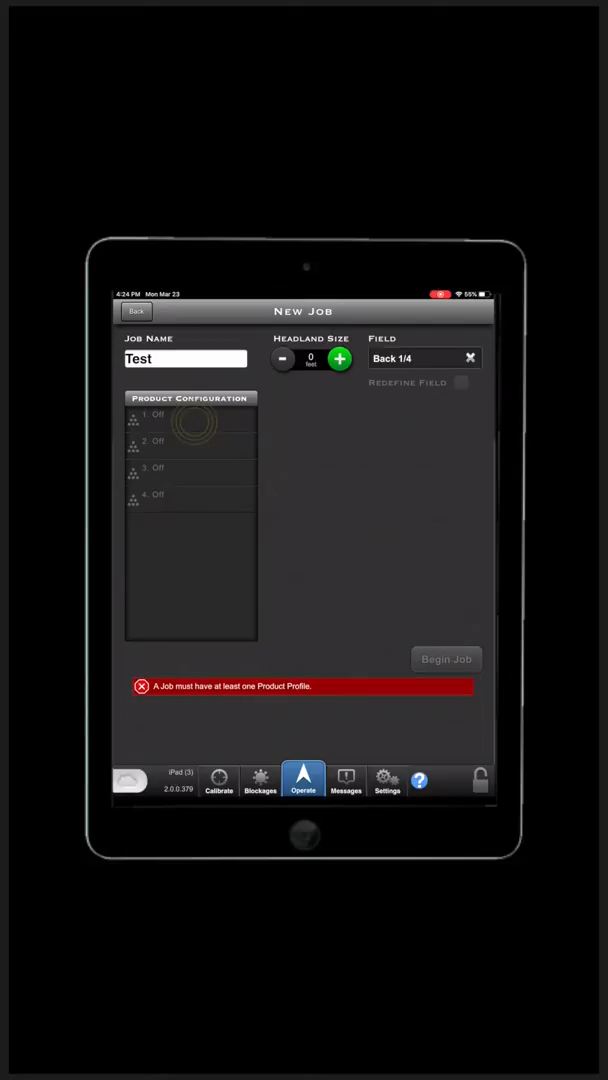 4:24 PM Mon Mar 23
55%
Back
NEW JOB
JOB NAME
HEADLAND SIZE
FIELD
Test
- 0 +
feet
Back 1/4
REDEFINE FIELD
PRODUCT CONFIGURATION
1. Off
2. Off
3. Off
4. Off
Begin Job
A Job must have at least one Product Profile.
iPad (3)
2.0.0.379
Calibrate
Blockages
Operate
Messages
Settings
?